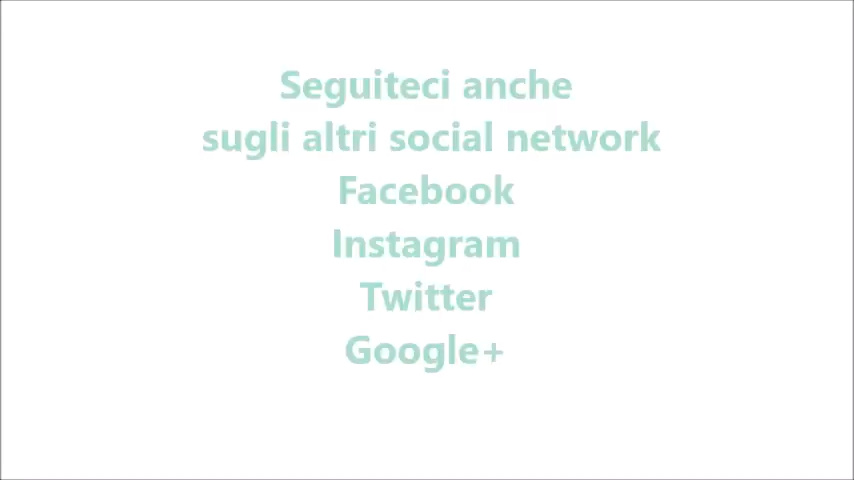 Seguiteci anche
sugli altri social network
Facebook
Instagram
Twitter
Google+